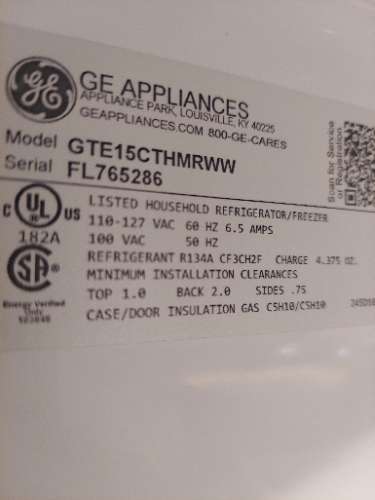 GE APPLIANCES
APPLIANCE PARK, LOUISVILLE, KY 40225
GEAPPLIANCES.COM 800-GE-CARES
Model GTE15CTHMRWW
Serial FL765286
Scan for Service
or Registration
C UL US
LISTED HOUSEHOLD REFRIGERATOR/FREEZER
182A
110-127 VAC 60 HZ 6.5 AMPS
100 VAC 50 HZ
REFRIGERANT R134A CF3CH2F CHARGE 4.375 OZ.
MINIMUM INSTALLATION CLEARANCES
TOP 1.0 BACK 2.0 SIDES .75
CASE/DOOR INSULATION GAS C5H10/C5H10
Energy Verified
Only